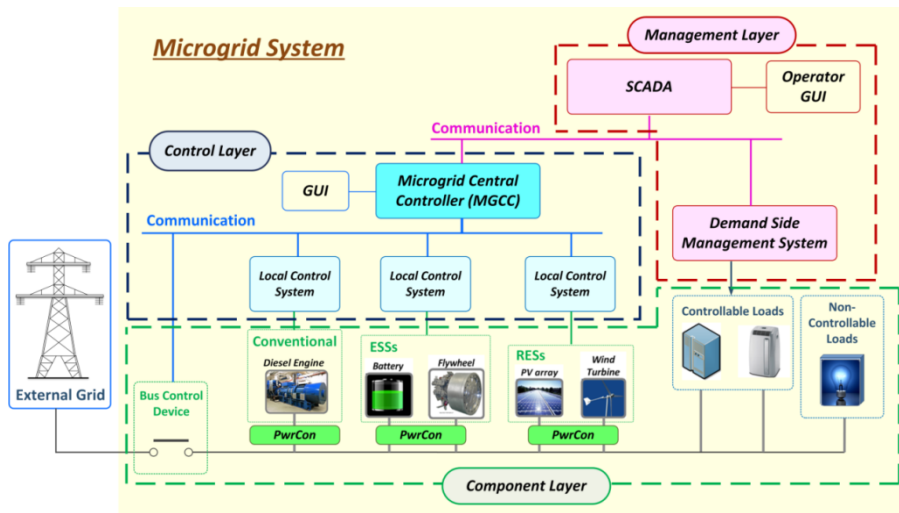 Microgrid System
Management Layer
SCADA
Operator
GUI
Communication
Control Layer
GUI
Microgrid Central
Controller (MGCC)
Communication
Demand Side
Management System
Local Control
System
Local Control
System
Local Control
System
External Grid
Bus Control
Device
Conventional
Diesel Engine
PwrCon
ESSs
Battery
Flywheel
PwrCon
RESs
PV array
Wind
Turbine
PwrCon
Controllable Loads
Non-
Controllable
Loads
Component Layer